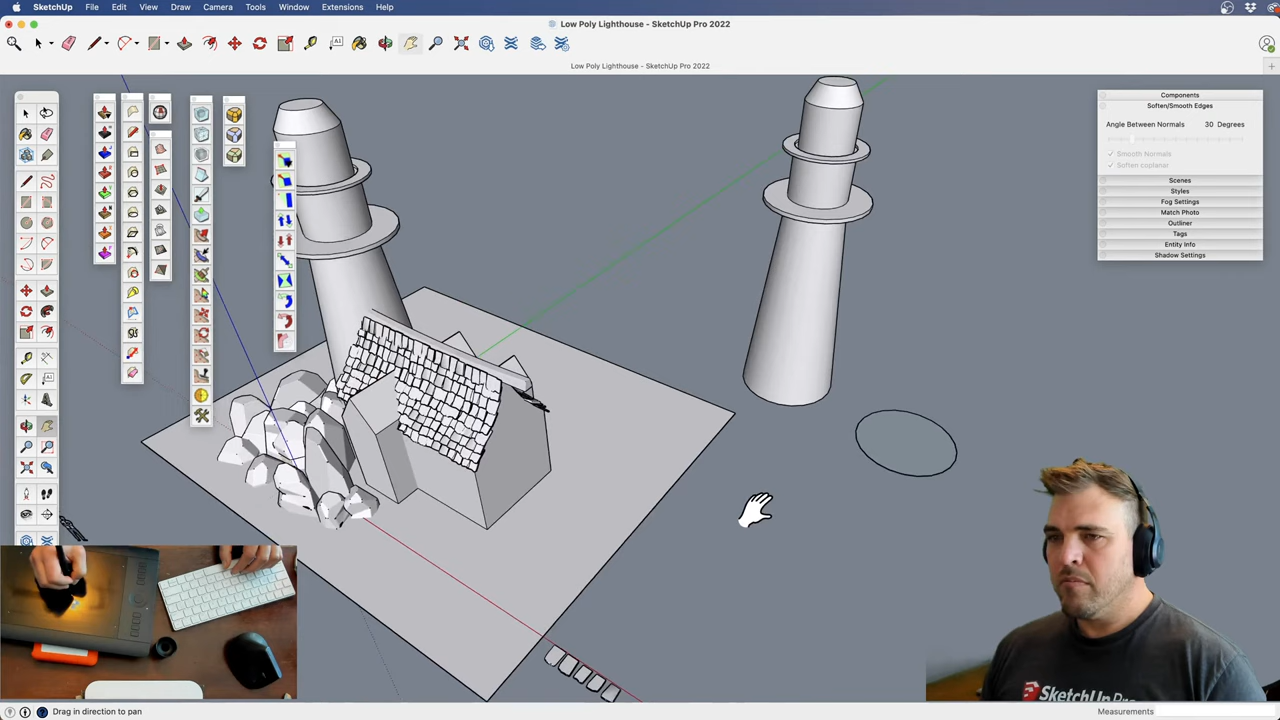 SketchUp File Edit View Draw Camera Tools Window Extensions Help
Low Poly Lighthouse - SketchUp Pro 2022
Low Poly Lighthouse - SketchUp Pro 2022
Components
Soften/Smooth Edges
Angle Between Normals 30 Degrees
Smooth Normals
Soften coplanar
Scenes
Styles
Fog Settings
Match Photo
Outliner
Tags
Entity Info
Shadow Settings
SketchUp Pro
Drag in direction to pan
Measurements